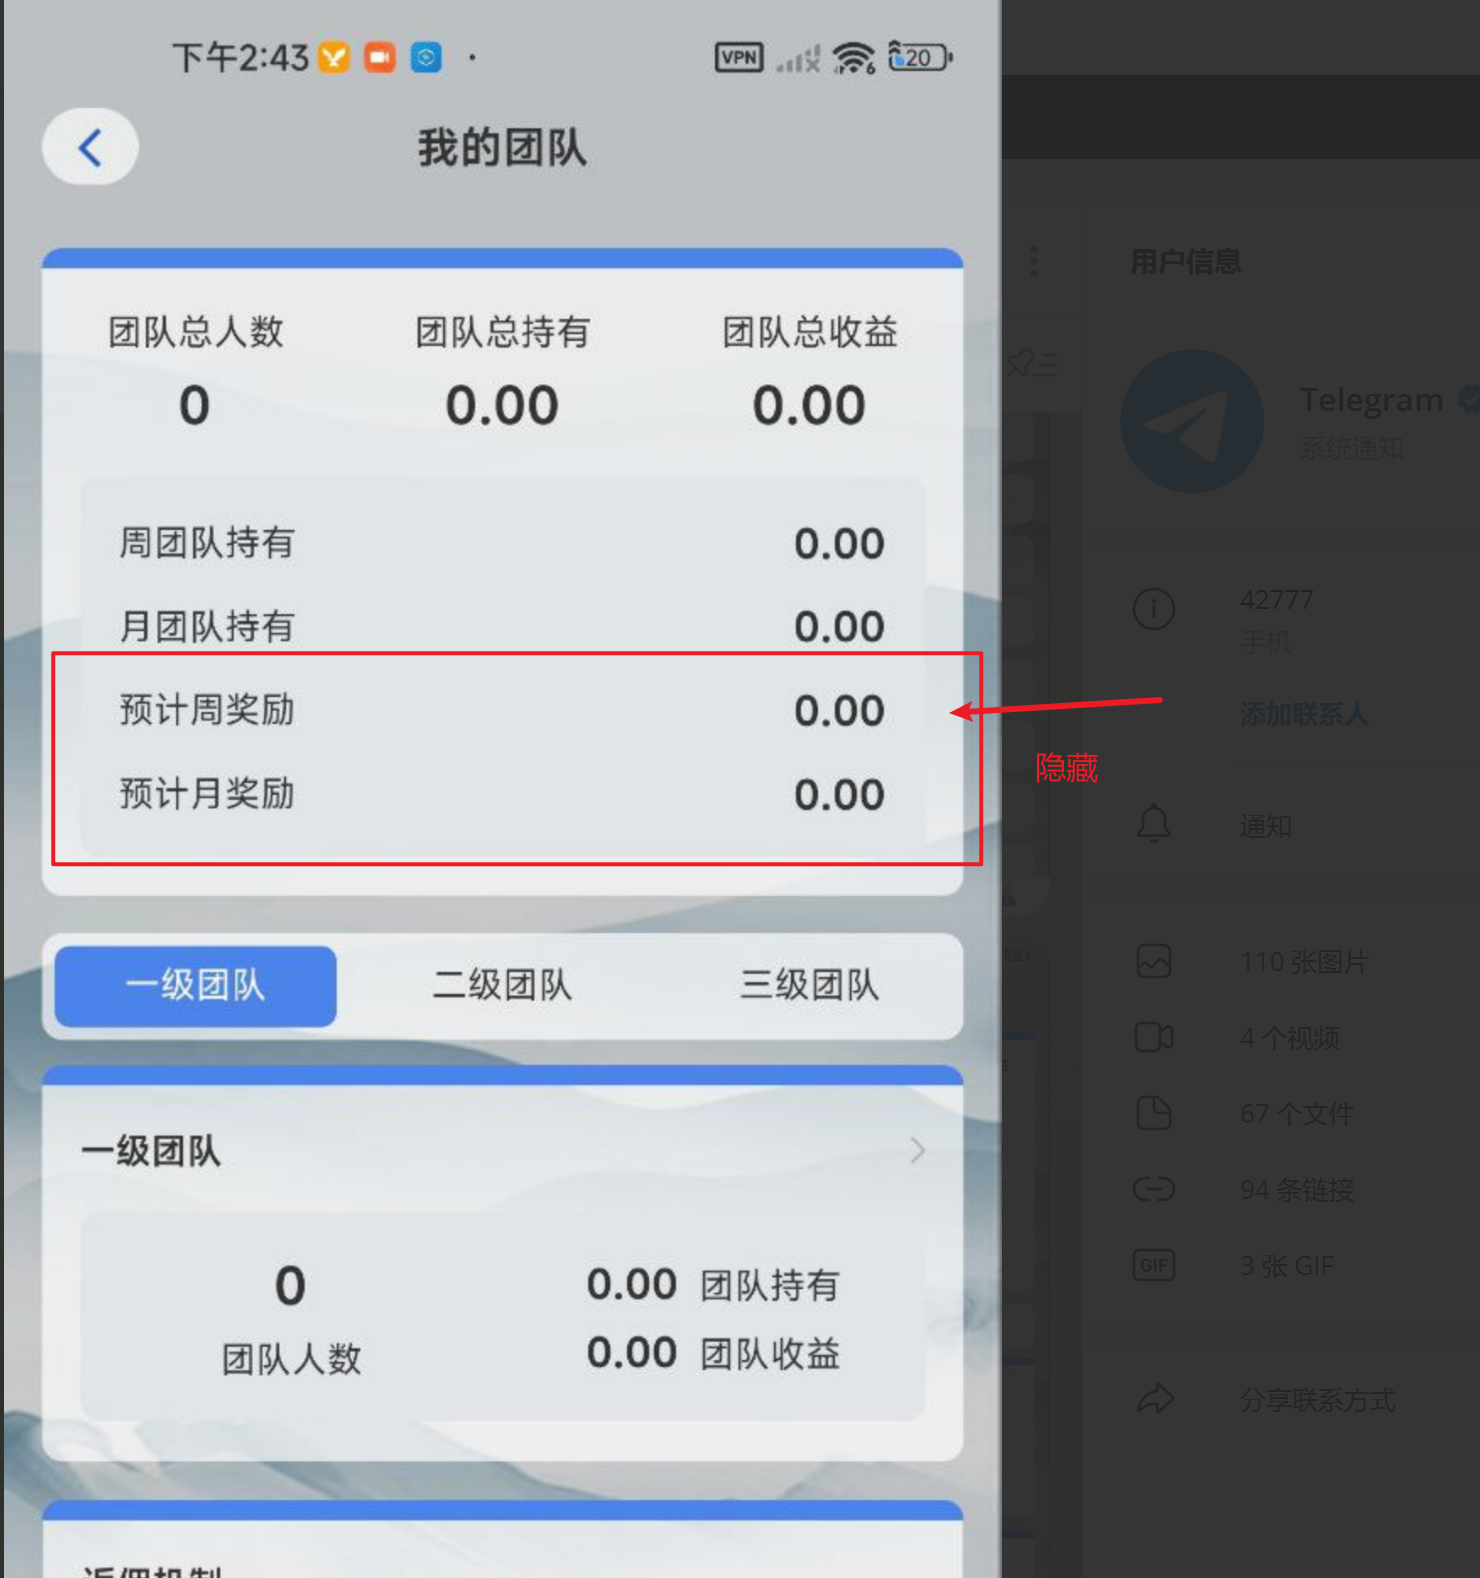 下午2:43
VPN
6
20
我的团队
团队总人数 团队总持有 团队总收益
0 0.00 0.00
周团队持有 0.00
月团队持有 0.00
预计周奖励 0.00
预计月奖励 0.00
隐藏
一级团队 二级团队 三级团队
一级团队
0
团队人数
0.00 团队持有
0.00 团队收益
返佣机制
用户信息
Telegram
系统通知
42777
手机
添加联系人
通知
110 张图片
4 个视频
67 个文件
94 条链接
GIF
3 张 GIF
分享联系方式